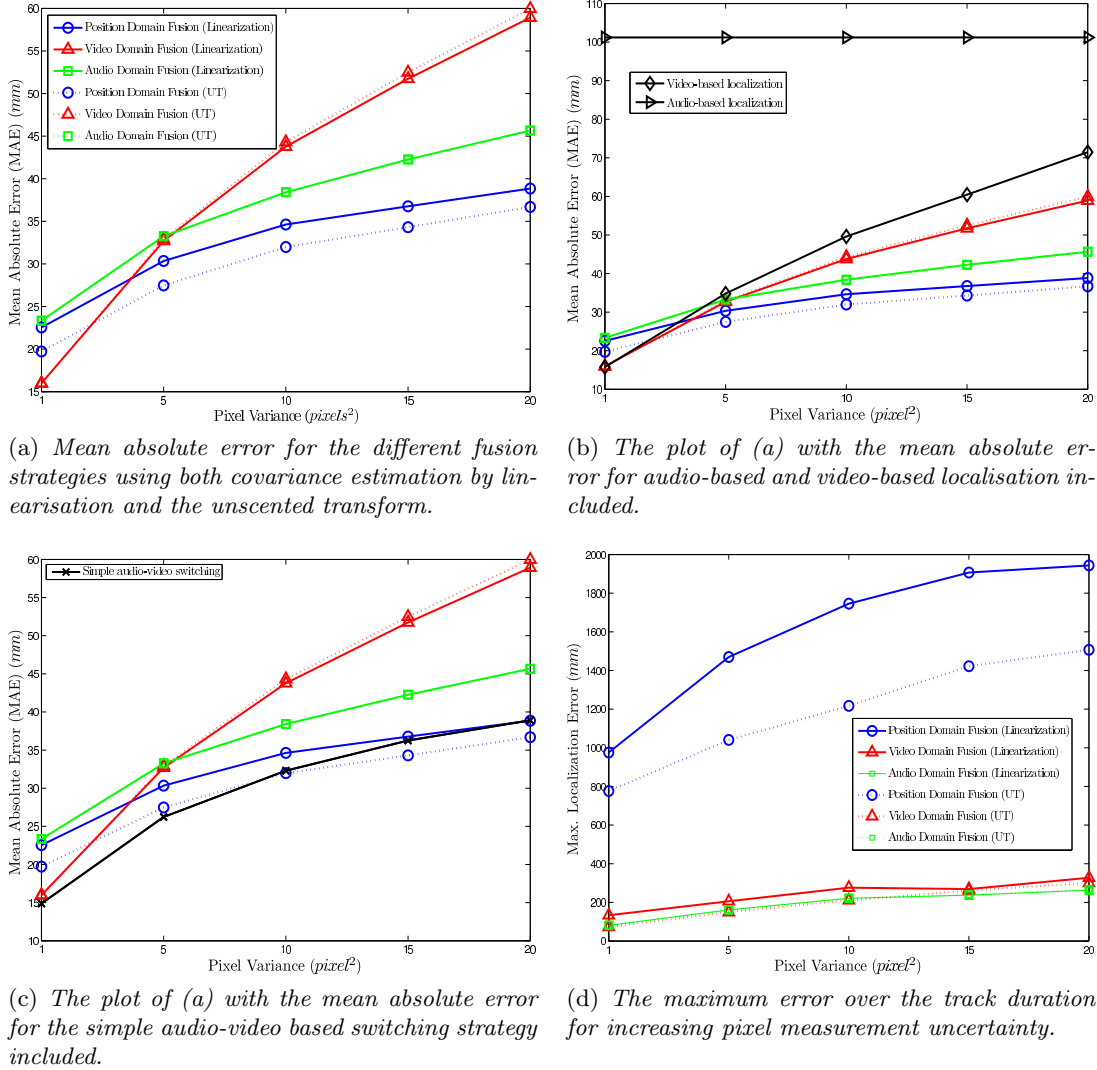 Mean Absolute Error (MAE) (mm)
60
55
50
45
40
35
30
25
20
15
1
5
10
15
20
Pixel Variance (pixels²)
Position Domain Fusion (Linearization)
Video Domain Fusion (Linearization)
Audio Domain Fusion (Linearization)
Position Domain Fusion (UT)
Video Domain Fusion (UT)
Audio Domain Fusion (UT)
(a) Mean absolute error for the different fusion
strategies using both covariance estimation by lin-
earisation and the unscented transform.
Mean Absolute Error (MAE) (mm)
110
100
90
80
70
60
50
40
30
20
10
1
5
10
15
20
Pixel Variance (pixel²)
Video-based localization
Audio-based localization
(b) The plot of (a) with the mean absolute er-
ror for audio-based and video-based localisation in-
cluded.
Mean Absolute Error (MAE) (mm)
60
55
50
45
40
35
30
25
20
15
10
1
5
10
15
20
Pixel Variance (pixel²)
Simple audio-video switching
(c) The plot of (a) with the mean absolute error
for the simple audio-video based switching strategy
included.
Max. Localization Error (mm)
2000
1800
1600
1400
1200
1000
800
600
400
200
0
1
5
10
15
20
Pixel Variance (pixel²)
Position Domain Fusion (Linearization)
Video Domain Fusion (Linearization)
Audio Domain Fusion (Linearization)
Position Domain Fusion (UT)
Video Domain Fusion (UT)
Audio Domain Fusion (UT)
(d) The maximum error over the track duration
for increasing pixel measurement uncertainty.